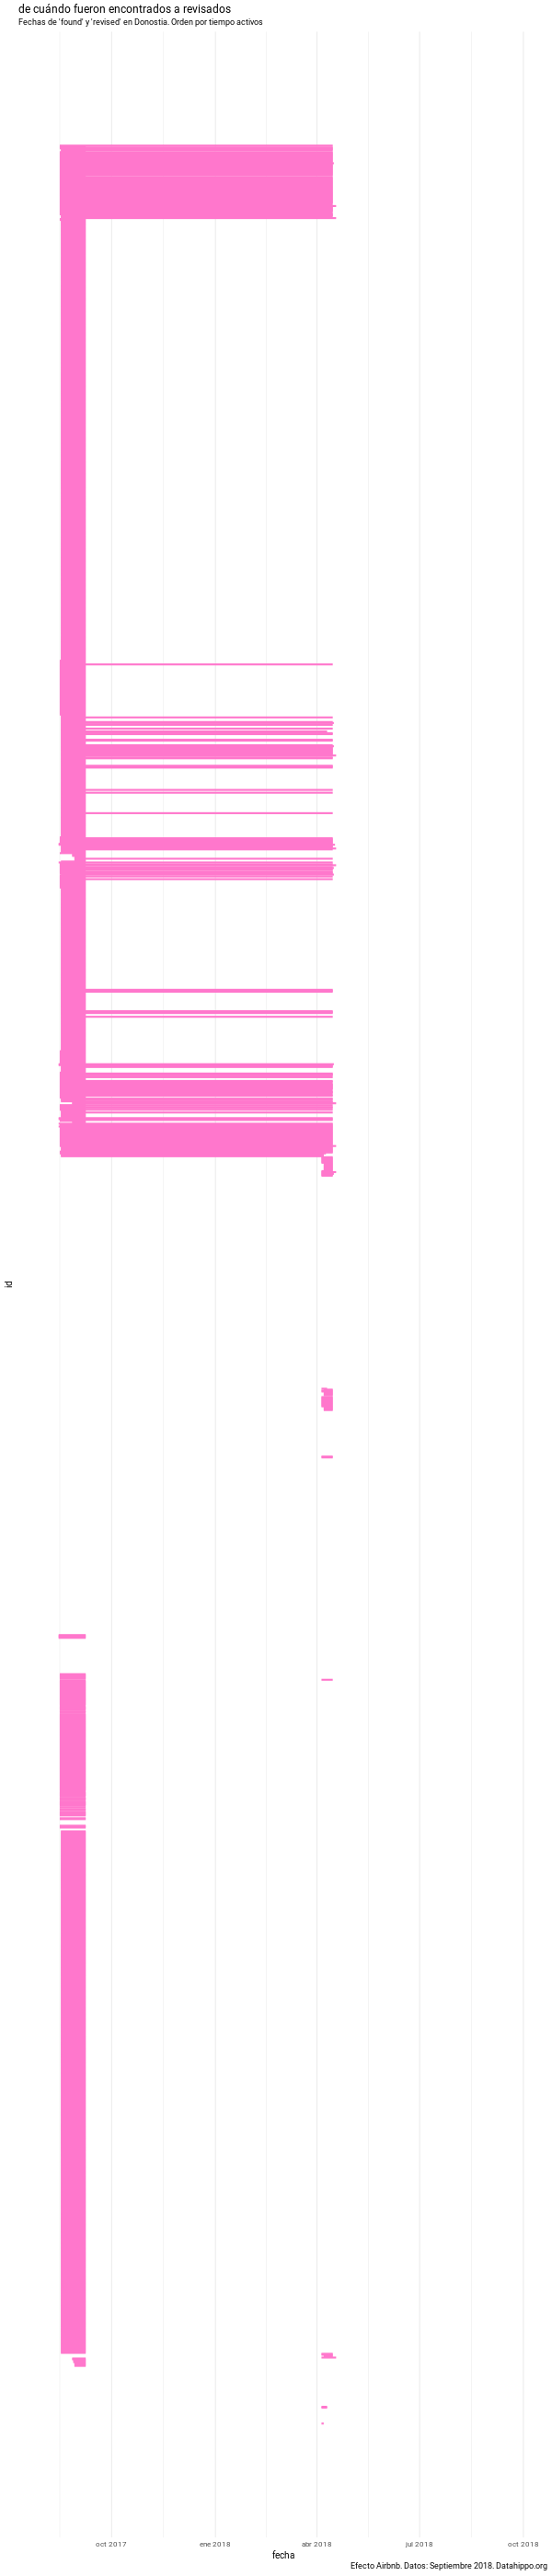 de cuándo fueron encontrados a revisados
Fechas de 'found' y 'revised' en Donostia. Orden por tiempo activos
id
oct 2017
ene 2018
abr 2018
jul 2018
oct 2018
fecha
Efecto Airbnb. Datos: Septiembre 2018. Datahippo.org